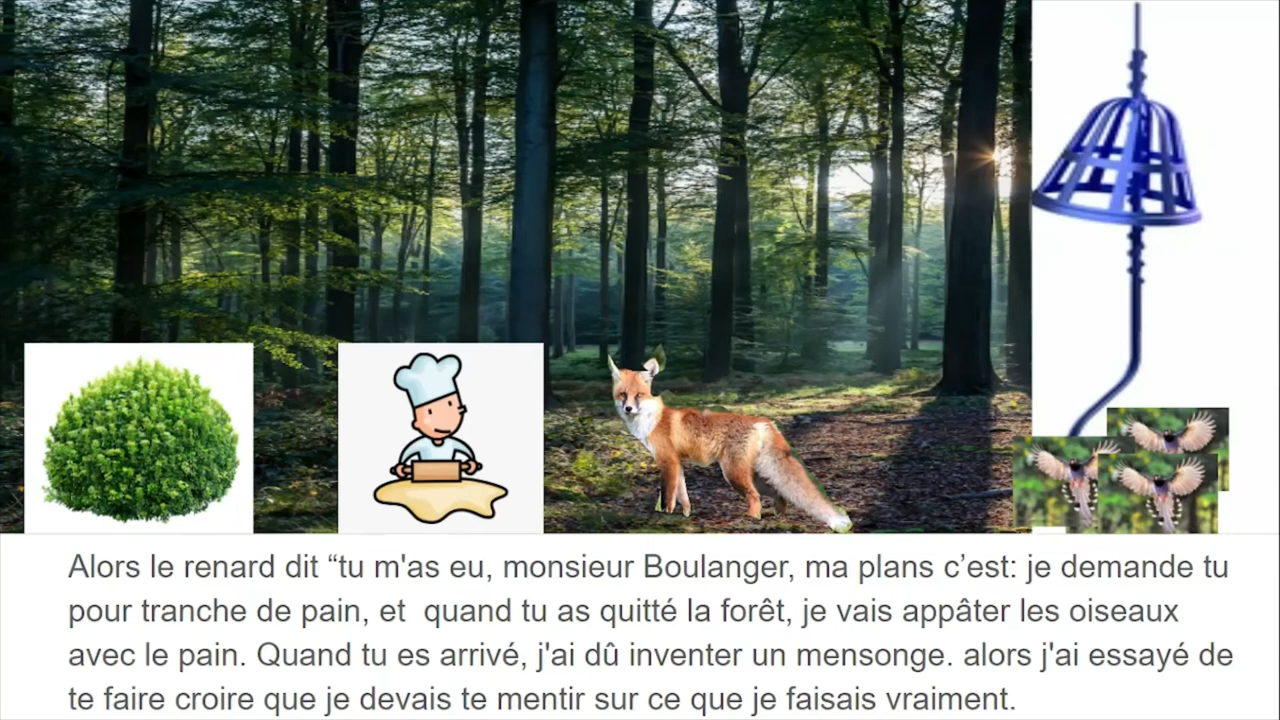 Alors le renard dit “tu m'as eu, monsieur Boulanger, ma plans c’est: je demande tu
pour tranche de pain, et  quand tu as quitté la forêt, je vais appâter les oiseaux
avec le pain. Quand tu es arrivé, j'ai dû inventer un mensonge. alors j'ai essayé de
te faire croire que je devais te mentir sur ce que je faisais vraiment.